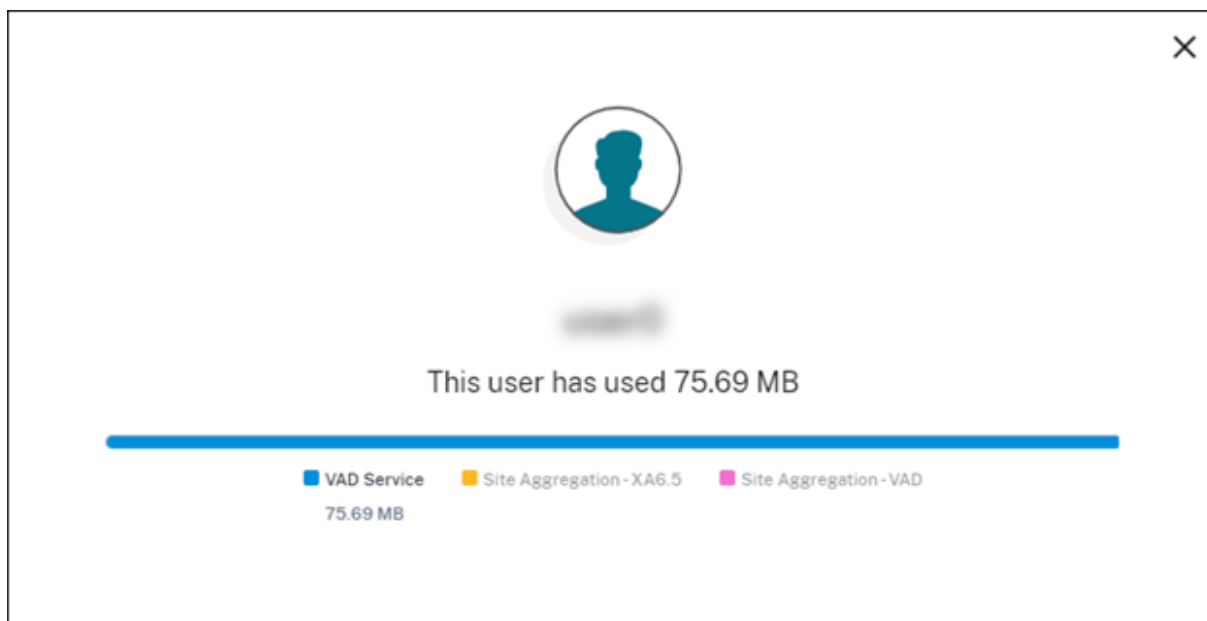 This user has used 75.69 MB
VAD Service Site Aggregation - XA6.5 Site Aggregation - VAD
75.69 MB